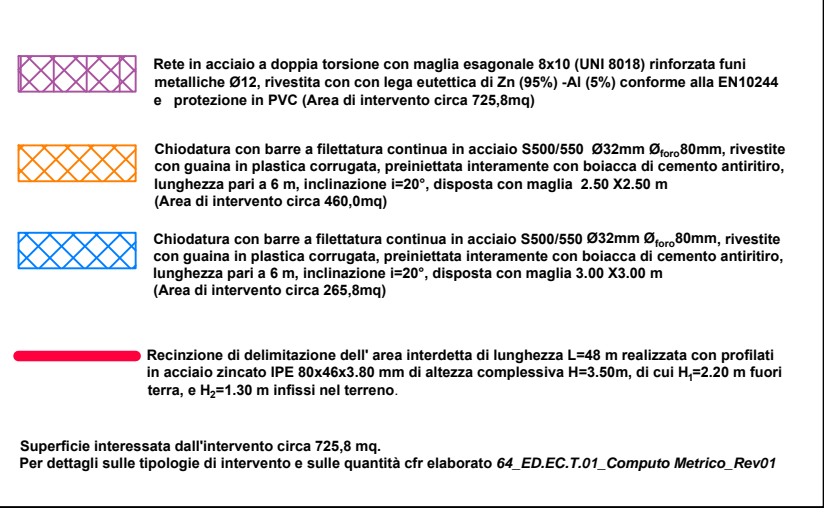 Rete in acciaio a doppia torsione con maglia esagonale 8x10 (UNI 8018) rinforzata funi
metalliche Ø12, rivestita con con lega eutettica di Zn (95%) -Al (5%) conforme alla EN10244
e protezione in PVC (Area di intervento circa 725,8mq)
Chiodatura con barre a filettatura continua in acciaio S500/550 Ø32mm Øforo80mm, rivestite
con guaina in plastica corrugata, preiniettata interamente con boiacca di cemento antiritiro,
lunghezza pari a 6 m, inclinazione i=20°, disposta con maglia 2.50 X2.50 m
(Area di intervento circa 460,0mq)
Chiodatura con barre a filettatura continua in acciaio S500/550 Ø32mm Øforo80mm, rivestite
con guaina in plastica corrugata, preiniettata interamente con boiacca di cemento antiritiro,
lunghezza pari a 6 m, inclinazione i=20°, disposta con maglia 3.00 X3.00 m
(Area di intervento circa 265,8mq)
Recinzione di delimitazione dell' area interdetta di lunghezza L=48 m realizzata con profilati
in acciaio zincato IPE 80x46x3.80 mm di altezza complessiva H=3.50m, di cui H1=2.20 m fuori
terra, e H2=1.30 m infissi nel terreno.
Superficie interessata dall'intervento circa 725,8 mq.
Per dettagli sulle tipologie di intervento e sulle quantità cfr elaborato 64_ED.EC.T.01_Computo Metrico_Rev01